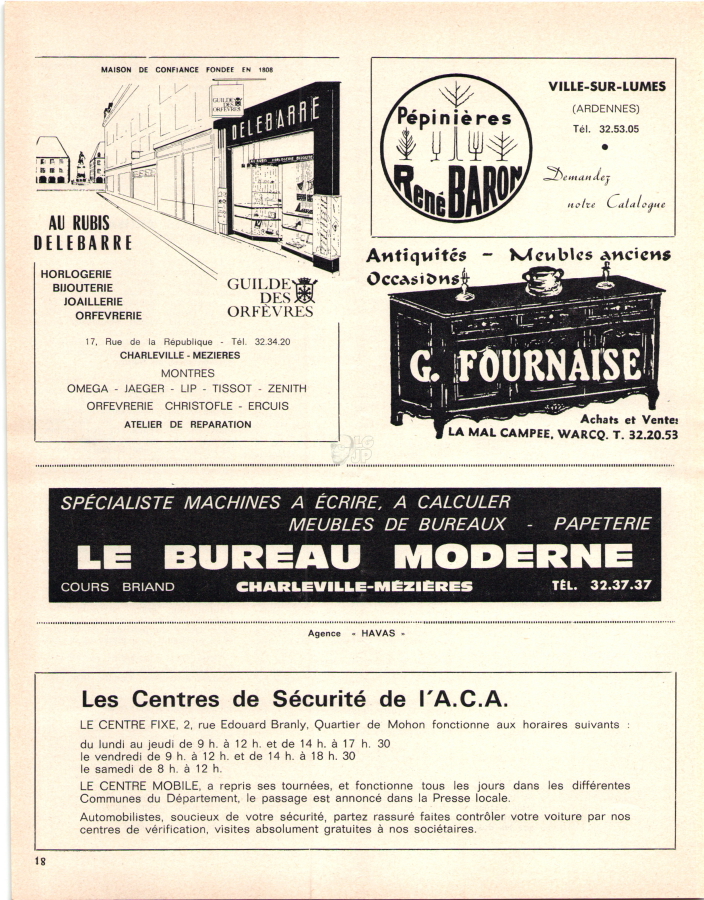 MAISON DE CONFIANCE FONDEE EN 1808
GUILDE
DES
ORFÈVRES
DELEBARRE
AU RUBIS
DELEBARRE
HORLOGERIE
BIJOUTERIE
JOAILLERIE
ORFEVRERIE
GUILDE
DES
ORFÈVRES
17, Rue de la République - Tél. 32.34.20
CHARLEVILLE - MEZIERES
MONTRES
OMEGA - JAEGER - LIP - TISSOT - ZENITH
ORFEVRERIE CHRISTOFLE - ERCUIS
ATELIER DE REPARATION
Pépinières
René BARON
VILLE-SUR-LUMES
(ARDENNES)
Tél. 32.53.05
Demandez
notre Catalogue
Antiquités - Meubles anciens
Occasions
G. FOURNAISE
Achats et Ventes
LA MAL CAMPEE, WARCQ. T. 32.20.53
SPÉCIALISTE MACHINES A ÉCRIRE, A CALCULER
MEUBLES DE BUREAUX - PAPETERIE
LE BUREAU MODERNE
COURS BRIAND CHARLEVILLE-MÉZIÈRES TÉL. 32.37.37
Agence - HAVAS -
Les Centres de Sécurité de l'A.C.A.
LE CENTRE FIXE, 2, rue Edouard Branly, Quartier de Mohon fonctionne aux horaires suivants :
du lundi au jeudi de 9 h. à 12 h. et de 14 h. à 17 h. 30
le vendredi de 9 h. à 12 h. et de 14 h. à 18 h. 30
le samedi de 8 h. à 12 h.
LE CENTRE MOBILE, a repris ses tournées, et fonctionne tous les jours dans les différentes
Communes du Département, le passage est annoncé dans la Presse locale.
Automobilistes, soucieux de votre sécurité, partez rassuré faites contrôler votre voiture par nos
centres de vérification, visites absolument gratuites à nos sociétaires.
18